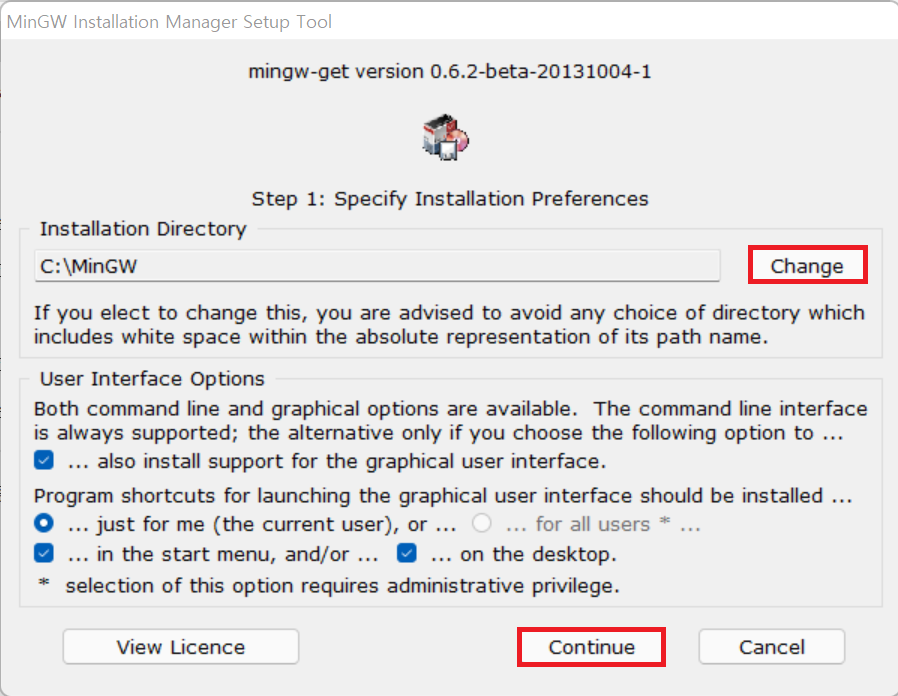 MinGW Installation Manager Setup Tool
mingw-get version 0.6.2-beta-20131004-1
Step 1: Specify Installation Preferences
Installation Directory
C:\MinGW
Change
If you elect to change this, you are advised to avoid any choice of directory which
includes white space within the absolute representation of its path name.
User Interface Options
Both command line and graphical options are available.  The command line interface
is always supported; the alternative only if you choose the following option to ...
... also install support for the graphical user interface.
Program shortcuts for launching the graphical user interface should be installed ...
... just for me (the current user), or ... ... for all users * ...
... in the start menu, and/or ... ... on the desktop.
* selection of this option requires administrative privilege.
View Licence Continue Cancel